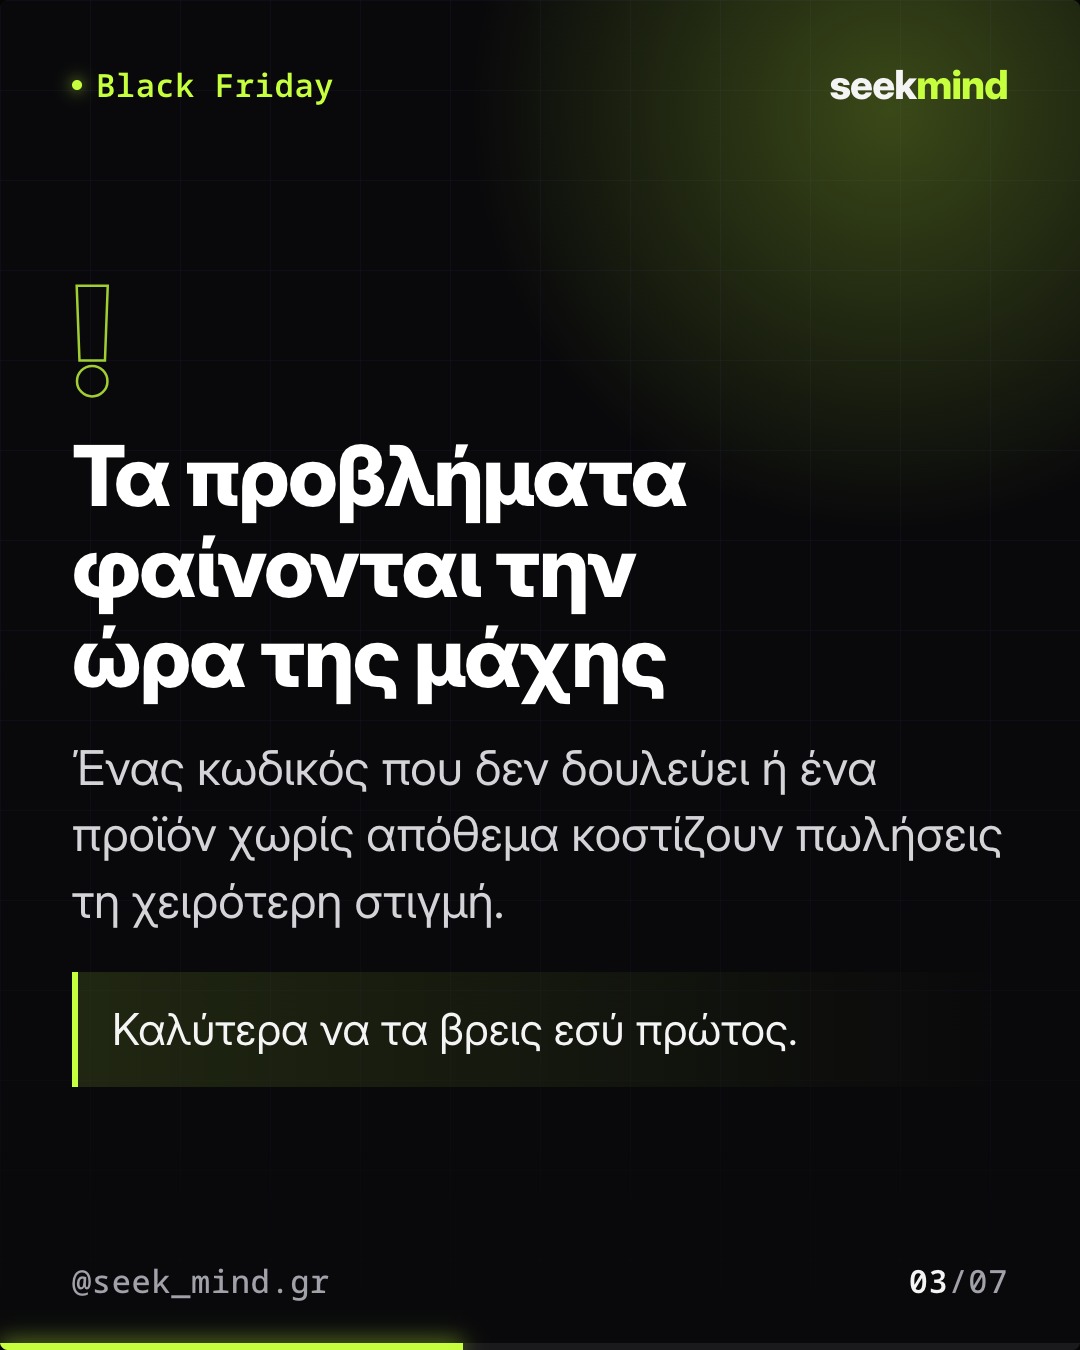 Black Friday
seekmind
!
Τα προβλήματα
φαίνονται την
ώρα της μάχης
Ένας κωδικός που δεν δουλεύει ή ένα
προϊόν χωρίς απόθεμα κοστίζουν πωλήσεις
τη χειρότερη στιγμή.
Καλύτερα να τα βρεις εσύ πρώτος.
@seek_mind.gr
03/07